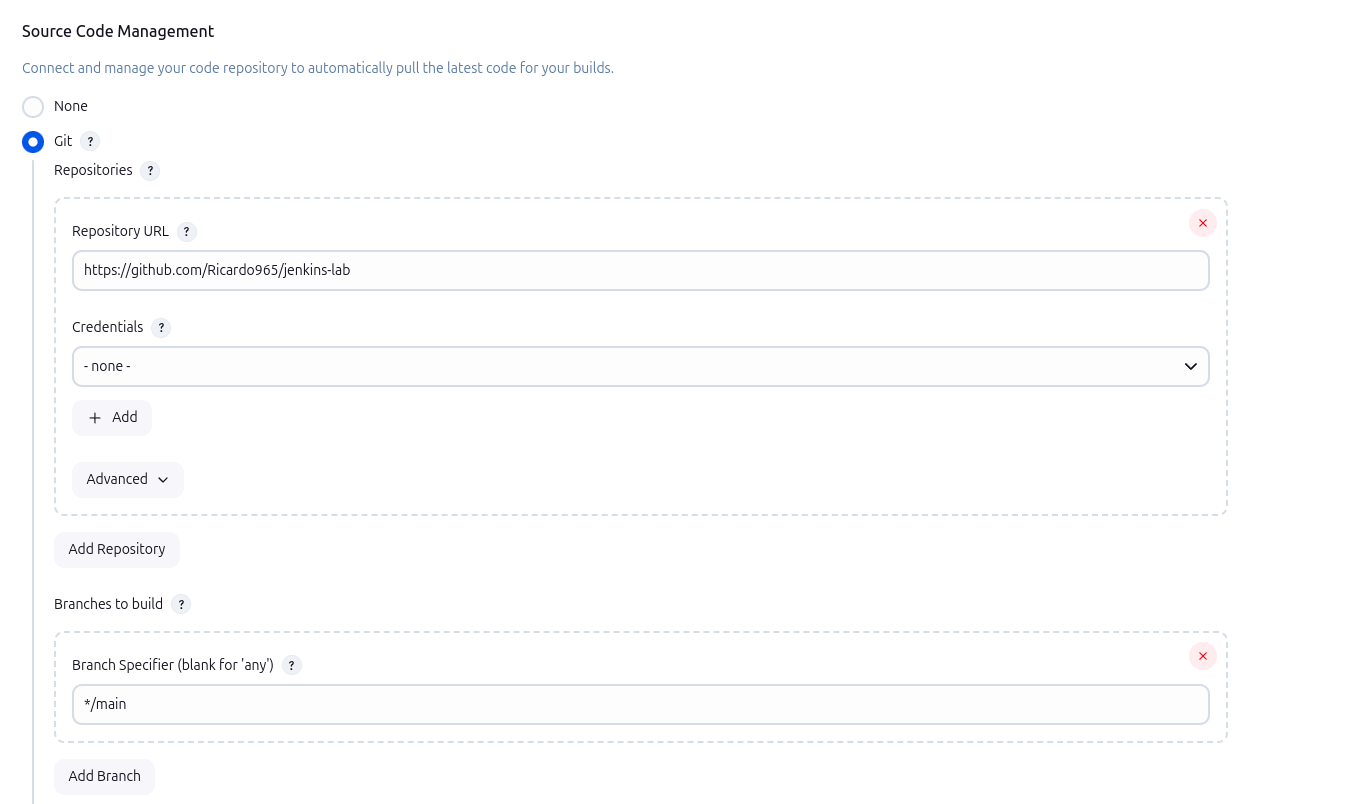 Source Code Management
Connect and manage your code repository to automatically pull the latest code for your builds.
None
Git ?
Repositories ?
Repository URL ?
https://github.com/Ricardo965/jenkins-lab
Credentials ?
- none -
+ Add
Advanced
Add Repository
Branches to build ?
Branch Specifier (blank for 'any') ?
*/main
Add Branch